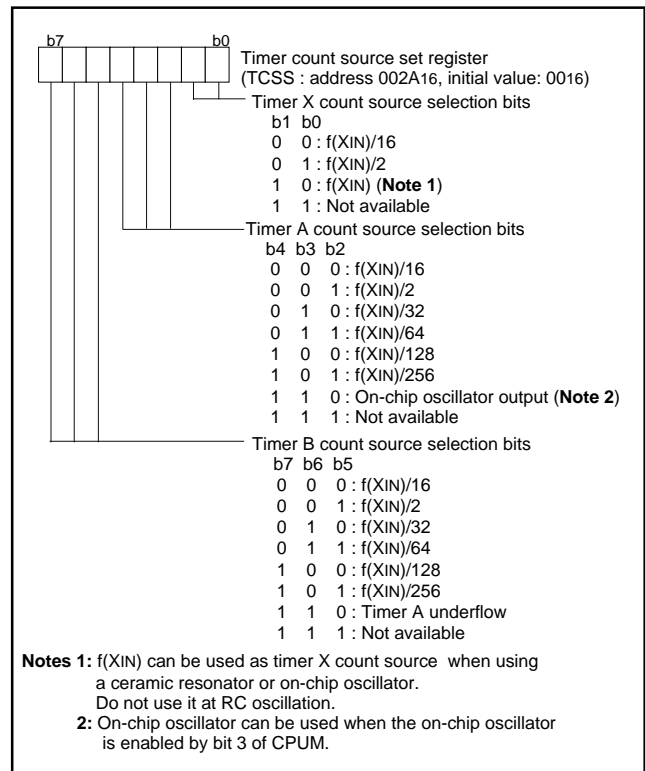 b7 b0
Timer count source set register
(TCSS : address 002A16, initial value: 0016)
Timer X count source selection bits
b1 b0
0 0 : f(XIN)/16
0 1 : f(XIN)/2
1 0 : f(XIN) (Note 1)
1 1 : Not available
Timer A count source selection bits
b4 b3 b2
0 0 0 : f(XIN)/16
0 0 1 : f(XIN)/2
0 1 0 : f(XIN)/32
0 1 1 : f(XIN)/64
1 0 0 : f(XIN)/128
1 0 1 : f(XIN)/256
1 1 0 : On-chip oscillator output (Note 2)
1 1 1 : Not available
Timer B count source selection bits
b7 b6 b5
0 0 0 : f(XIN)/16
0 0 1 : f(XIN)/2
0 1 0 : f(XIN)/32
0 1 1 : f(XIN)/64
1 0 0 : f(XIN)/128
1 0 1 : f(XIN)/256
1 1 0 : Timer A underflow
1 1 1 : Not available
Notes 1: f(XIN) can be used as timer X count source when using
a ceramic resonator or on-chip oscillator.
Do not use it at RC oscillation.
2: On-chip oscillator can be used when the on-chip oscillator
is enabled by bit 3 of CPUM.